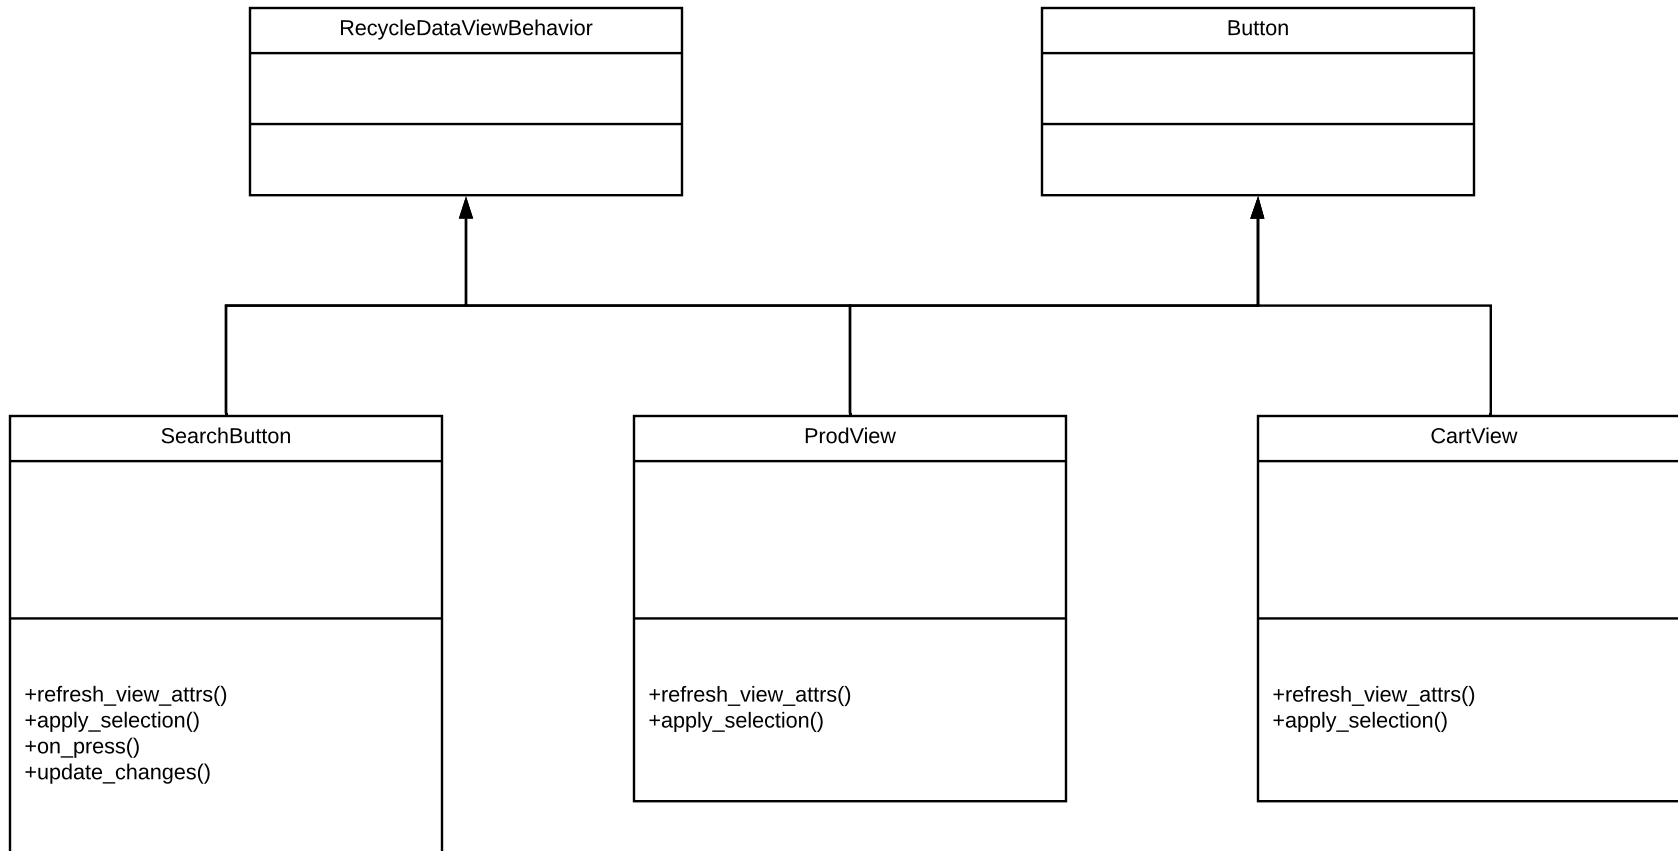 RecycleDataViewBehavior
Button
SearchButton
ProdView
CartView
+refresh_view_attrs()
+apply_selection()
+on_press()
+update_changes()
+refresh_view_attrs()
+apply_selection()
+refresh_view_attrs()
+apply_selection()